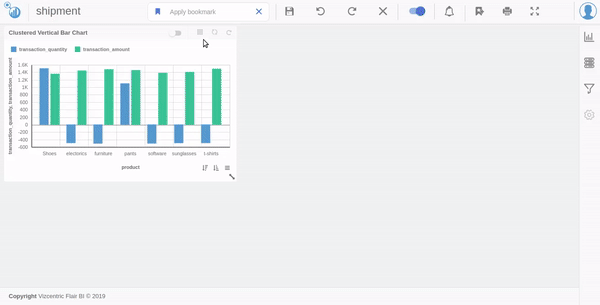 shipment
Apply bookmark
Clustered Vertical Bar Chart
transaction_quantity
transaction_amount
transaction_quantity, transaction_amount
1.6K
1.4K
1.2K
1K
800
600
400
200
0
-200
-400
-600
Shoes
electorics
furniture
pants
software
sunglasses
t-shirts
product
Copyright Vizcentric Flair BI © 2019